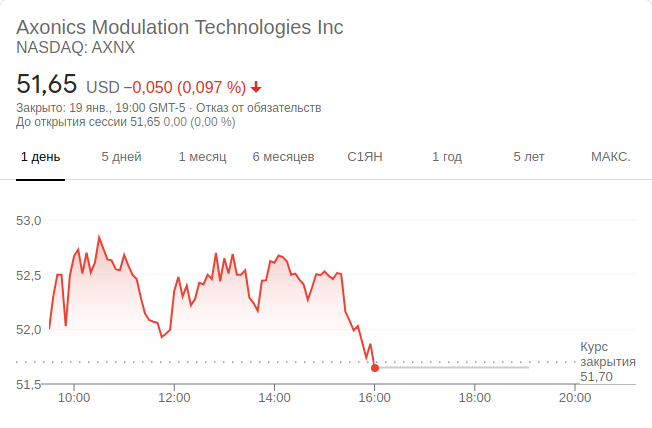 Axonics Modulation Technologies Inc
NASDAQ: AXNX
51,65 USD −0,050 (0,097 %)
Закрыто: 19 янв., 19:00 GMT-5 · Отказ от обязательств
До открытия сессии 51,65 0,00 (0,00 %)
1 день 5 дней 1 месяц 6 месяцев С1ЯН 1 год 5 лет МАКС.
53,0
52,5
52,0
Курс
закрытия
51,70
51,5
10:00 12:00 14:00 16:00 18:00 20:00